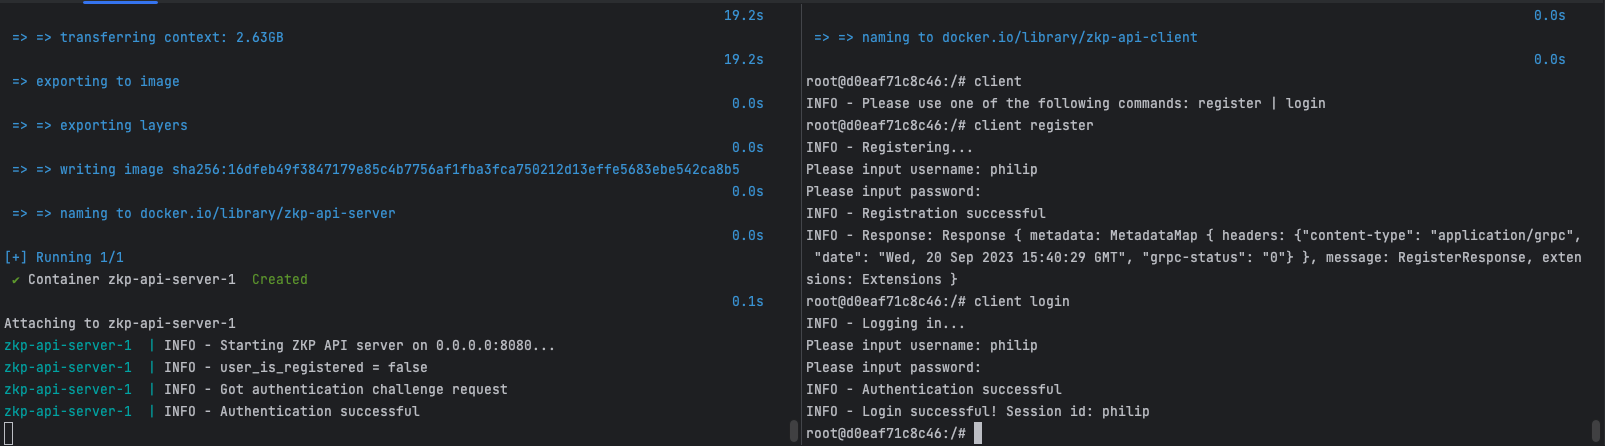 19.2s
=> => transferring context: 2.63GB
19.2s
=> exporting to image
0.0s
=> => exporting layers
0.0s
=> => writing image sha256:16dfeb49f3847179e85c4b7756af1fba3fca750212d13effe5683ebe542ca8b5
0.0s
=> => naming to docker.io/library/zkp-api-server
0.0s
[+] Running 1/1
✔ Container zkp-api-server-1  Created
0.1s
Attaching to zkp-api-server-1
zkp-api-server-1  | INFO - Starting ZKP API server on 0.0.0.0:8080...
zkp-api-server-1  | INFO - user_is_registered = false
zkp-api-server-1  | INFO - Got authentication challenge request
zkp-api-server-1  | INFO - Authentication successful
0.0s
=> => naming to docker.io/library/zkp-api-client
0.0s
root@d0eaf71c8c46:/# client
INFO - Please use one of the following commands: register | login
root@d0eaf71c8c46:/# client register
INFO - Registering...
Please input username: philip
Please input password:
INFO - Registration successful
INFO - Response: Response { metadata: MetadataMap { headers: {"content-type": "application/grpc",
"date": "Wed, 20 Sep 2023 15:40:29 GMT", "grpc-status": "0"} }, message: RegisterResponse, exten
sions: Extensions }
root@d0eaf71c8c46:/# client login
INFO - Logging in...
Please input username: philip
Please input password:
INFO - Authentication successful
INFO - Login successful! Session id: philip
root@d0eaf71c8c46:/#